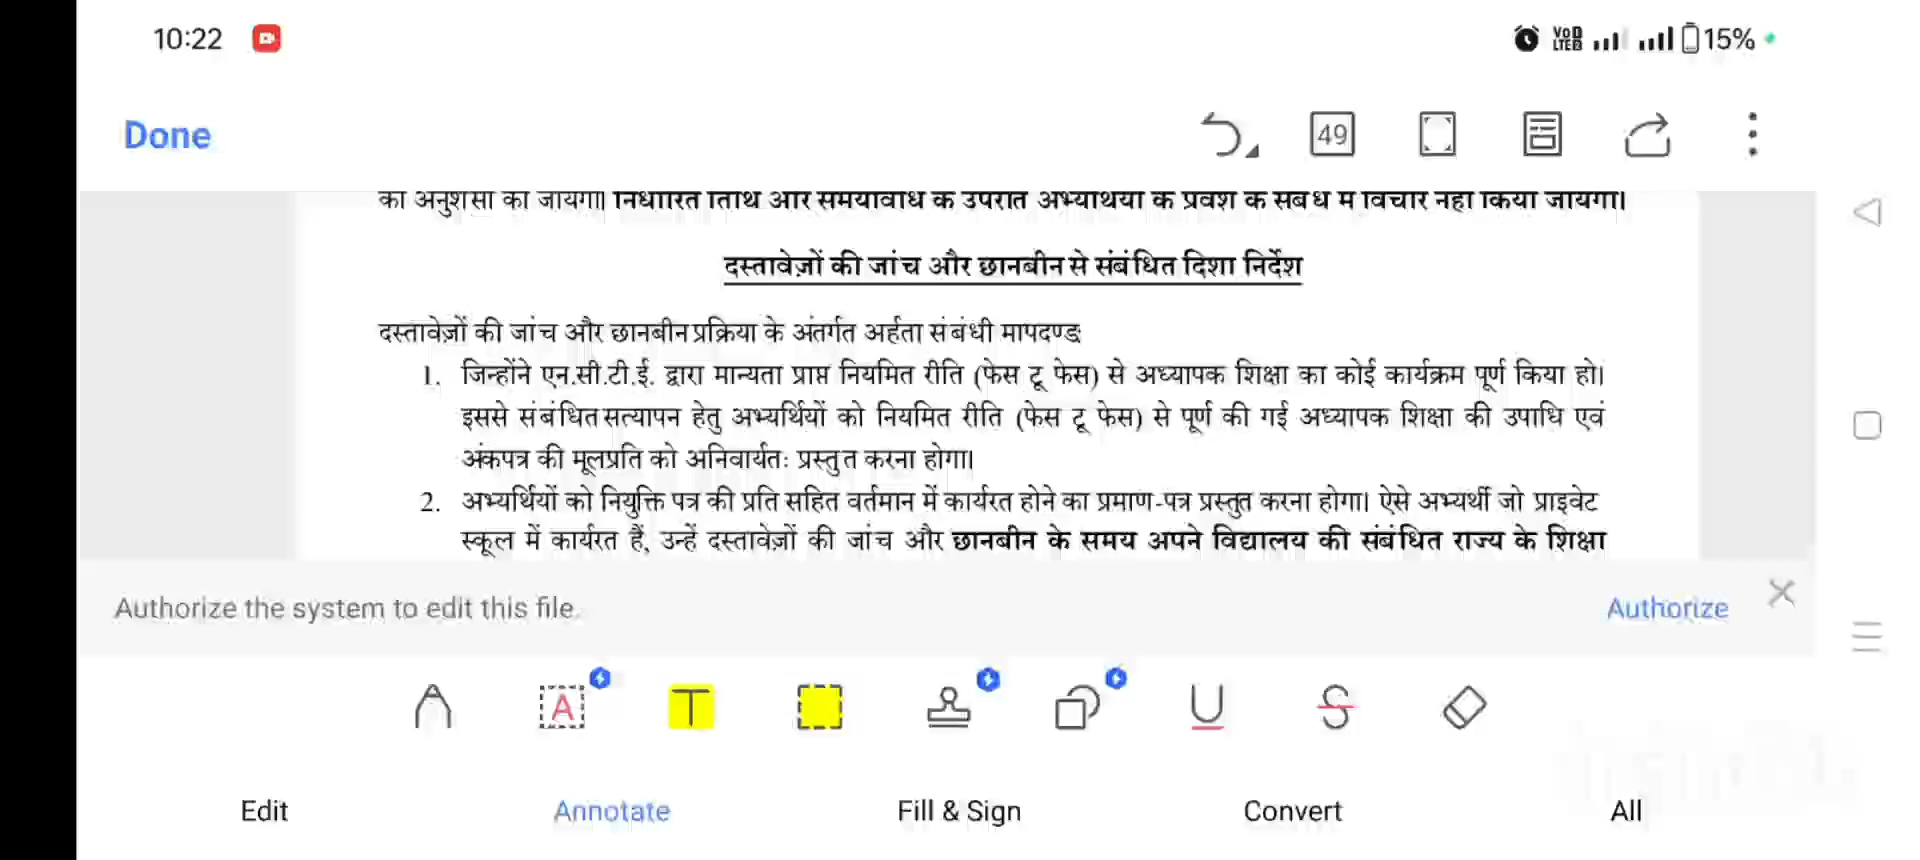 10:22 VoD LTE2 15%
Done 49
का अनुशंसा की जायेगी। निर्धारित तिथि और समयावधि के उपरांत अभ्यर्थियों के प्रवेश के संबंध में विचार नहीं किया जायेगा।
दस्तावेज़ों की जांच और छानबीन से संबंधित दिशा निर्देश
दस्तावेज़ों की जांच और छानबीन प्रक्रिया के अंतर्गत अर्हता संबंधी मापदण्ड
1. जिन्होंने एन.सी.टी.ई. द्वारा मान्यता प्राप्त नियमित रीति (फेस टू फेस) से अध्यापक शिक्षा का कोई कार्यक्रम पूर्ण किया हो।
इससे संबंधित सत्यापन हेतु अभ्यर्थियों को नियमित रीति (फेस टू फेस) से पूर्ण की गई अध्यापक शिक्षा की उपाधि एवं
अंकपत्र की मूलप्रति को अनिवार्यतः प्रस्तुत करना होगा।
2. अभ्यर्थियों को नियुक्ति पत्र की प्रति सहित वर्तमान में कार्यरत होने का प्रमाण-पत्र प्रस्तुत करना होगा। ऐसे अभ्यर्थी जो प्राइवेट
स्कूल में कार्यरत हैं, उन्हें दस्तावेज़ों की जांच और छानबीन के समय अपने विद्यालय की संबंधित राज्य के शिक्षा
Authorize the system to edit this file. Authorize
Edit Annotate Fill & Sign Convert All